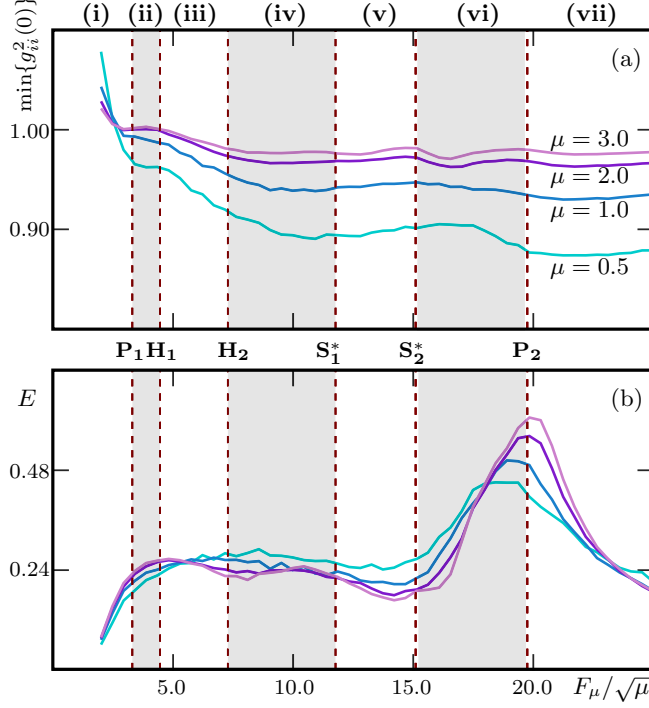 (i) (ii) (iii) (iv) (v) (vi) (vii)
min{g²ᵢᵢ(0)}
(a)
1.00
μ = 3.0
μ = 2.0
0.90
μ = 1.0
μ = 0.5
P₁ H₁ H₂ S₁* S₂* P₂
E
(b)
0.48
0.24
5.0 10.0 15.0 20.0 F_μ/√μ